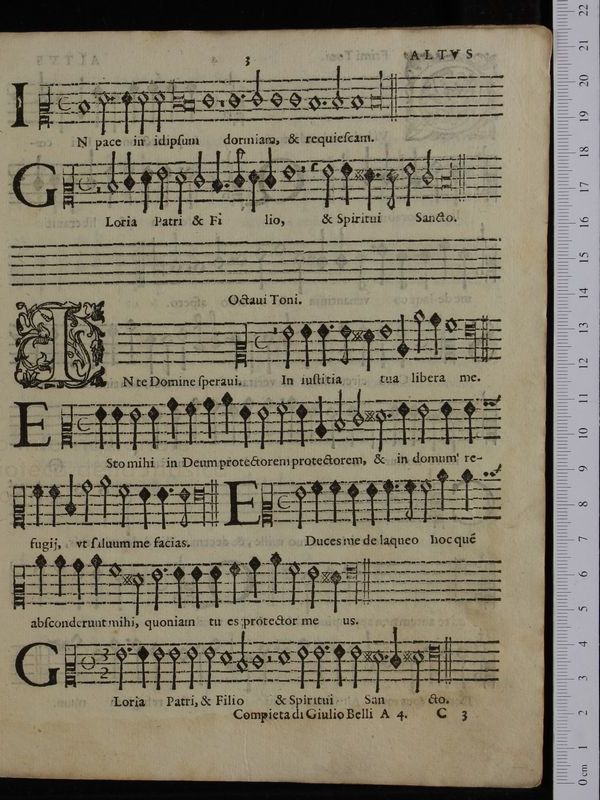 3 ALTVS
IN pace in idipſum dormiam, & requieſcam.
GLoria Patri & Fi lio, & Spiritui Sancto.
Octaui Toni.
IN te Domine ſperaui. In iuſtitia tua libera me.
ESto mihi in Deum protectorem protectorem, & in domum re-
fugij, vt ſaluum me facias. EDuces me de laqueo hoc quē
abſconderunt mihi, quoniam tu es protector me us.
GLoria Patri, & Filio & Spiritui San cto.
Compieta di Giulio Belli A 4. C 3
0 cm 1 2 3 4 5 6 7 8 9 10 11 12 13 14 15 16 17 18 19 20 21 22